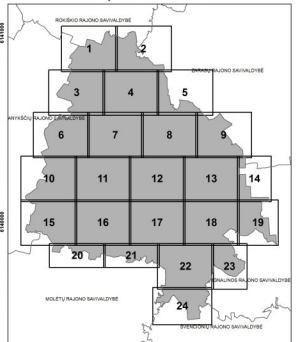 ROKIŠKIO RAJONO SAVIVALDYBĖ
1 2
ZARASŲ RAJONO SAVIVALDYBĖ
3 4 5
ANYKŠČIŲ RAJONO SAVIVALDYBĖ
6 7 8 9
10 11 12 13 14
15 16 17 18 19
20 21
22 23
IGNALINOS RAJONO SAVIVALDYBĖ
MOLĖTŲ RAJONO SAVIVALDYBĖ
24
ŠVENČIONIŲ RAJONO SAVIVALDYBĖ